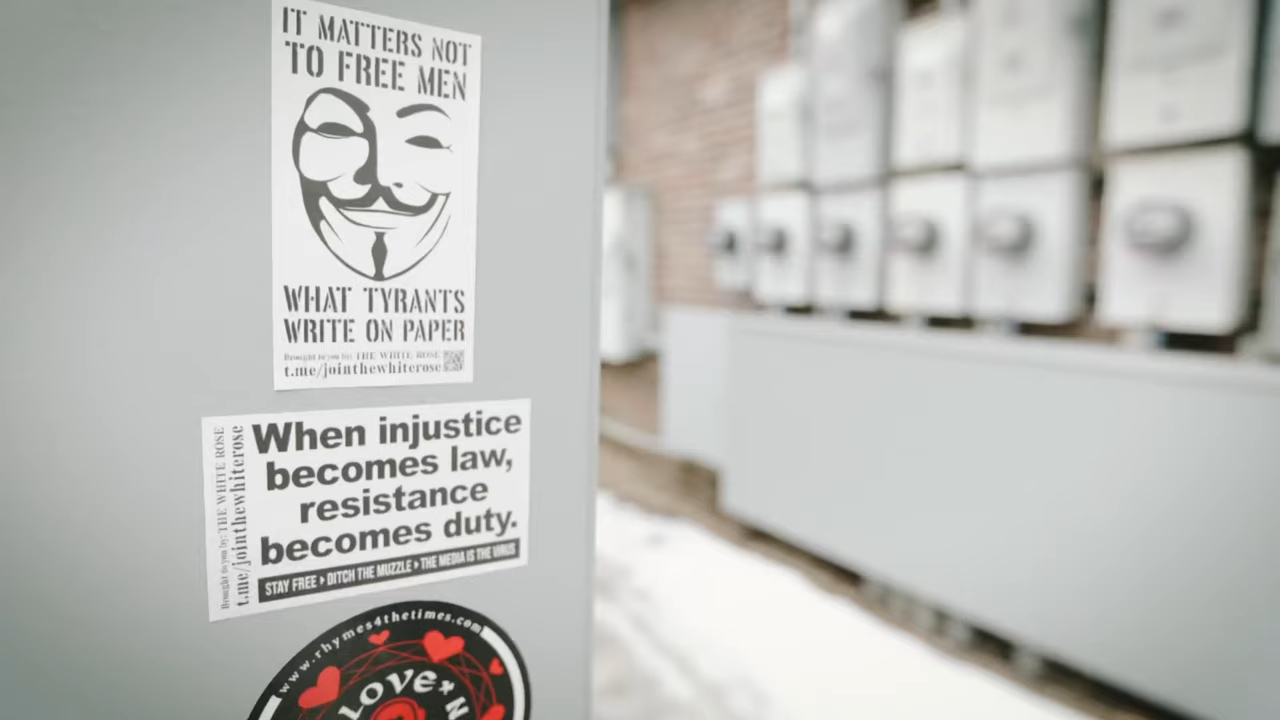 IT MATTERS NOT
TO FREE MEN
WHAT TYRANTS
WRITE ON PAPER
Brought to you by: THE WHITE ROSE
t.me/jointhewhiterose
Brought to you by: THE WHITE ROSE
t.me/jointhewhiterose
When injustice
becomes law,
resistance
becomes duty.
STAY FREE ▸ DITCH THE MUZZLE ▸ THE MEDIA IS THE VIRUS
www.rhymes4thetimes.com
LOVE * N